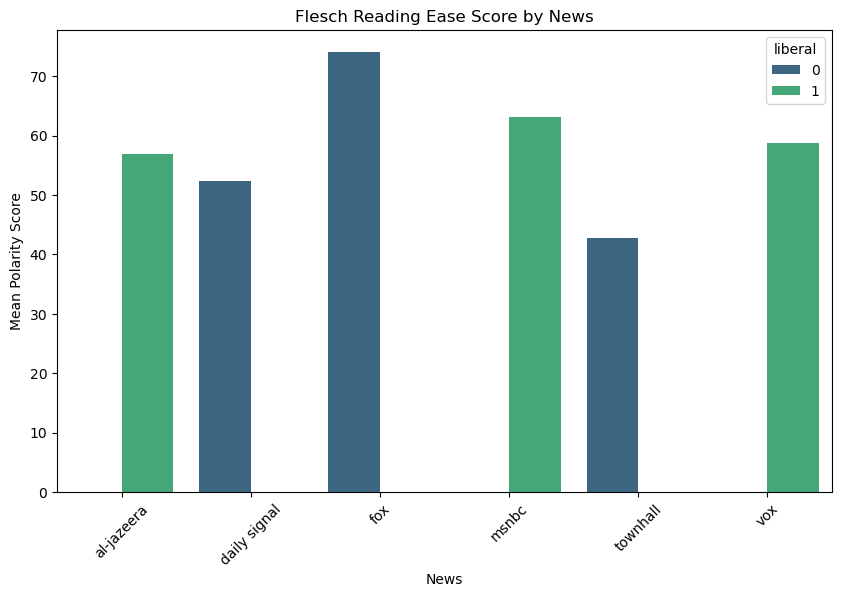 Flesch Reading Ease Score by News
liberal
0
1
Mean Polarity Score
70
60
50
40
30
20
10
0
al-jazeera
daily signal
fox
msnbc
townhall
vox
News